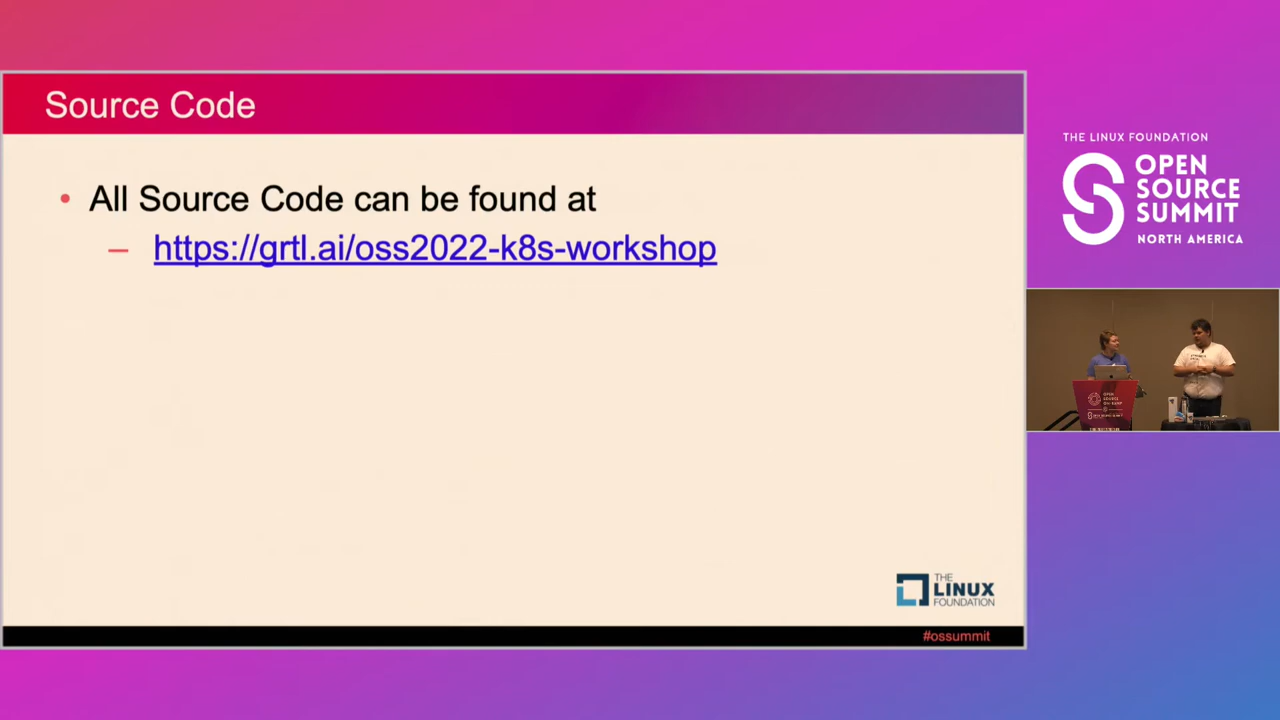 Source Code
• All Source Code can be found at
– https://grtl.ai/oss2022-k8s-workshop
THE
LINUX
FOUNDATION
#ossummit
THE LINUX FOUNDATION
OPEN
SOURCE
SUMMIT
NORTH AMERICA